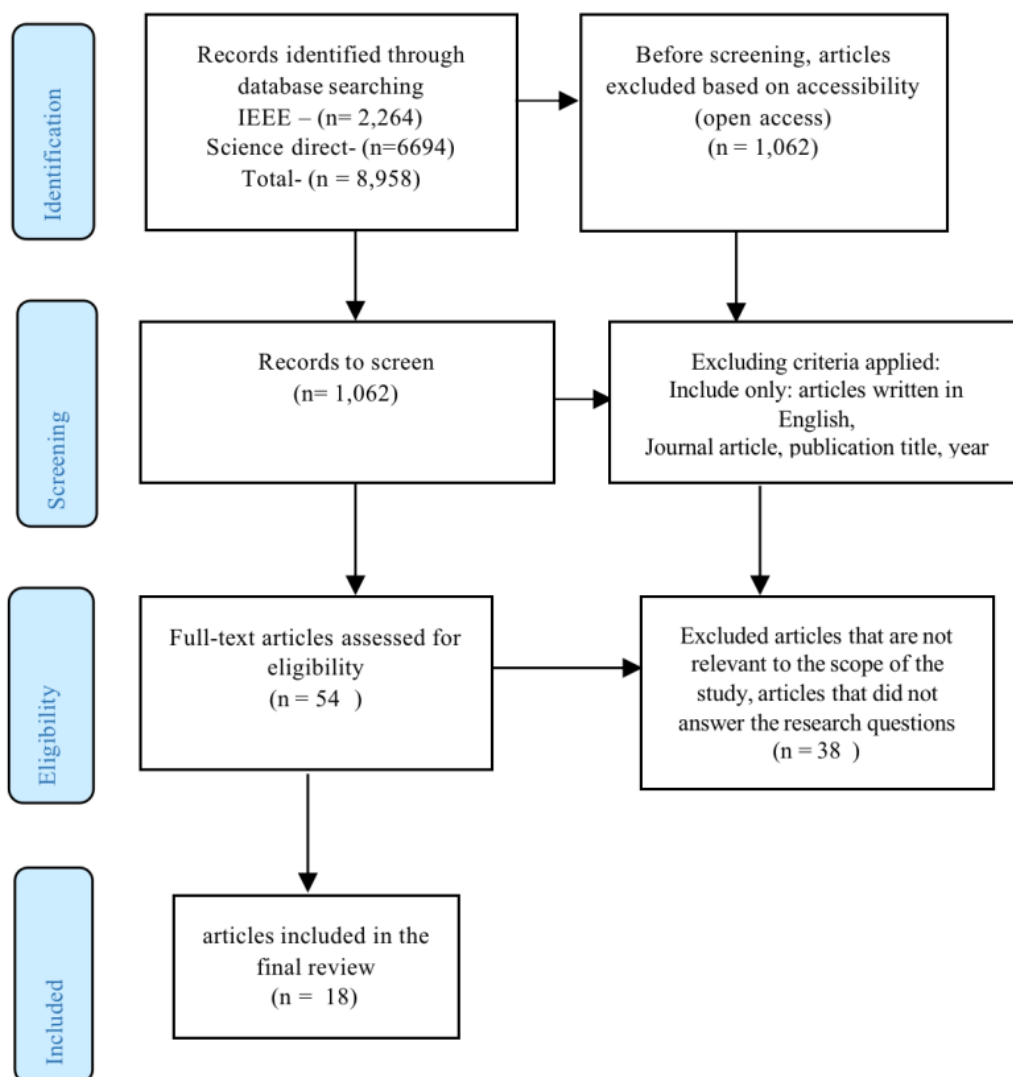 Identification
Records identified through
database searching
IEEE – (n= 2,264)
Science direct- (n=6694)
Total- (n = 8,958)
Before screening, articles
excluded based on accessibility
(open access)
(n = 1,062)
Screening
Records to screen
(n= 1,062)
Excluding criteria applied:
Include only: articles written in
English,
Journal article, publication title, year
Eligibility
Full-text articles assessed for
eligibility
(n = 54 )
Excluded articles that are not
relevant to the scope of the
study, articles that did not
answer the research questions
(n = 38 )
Included
articles included in the
final review
(n = 18)